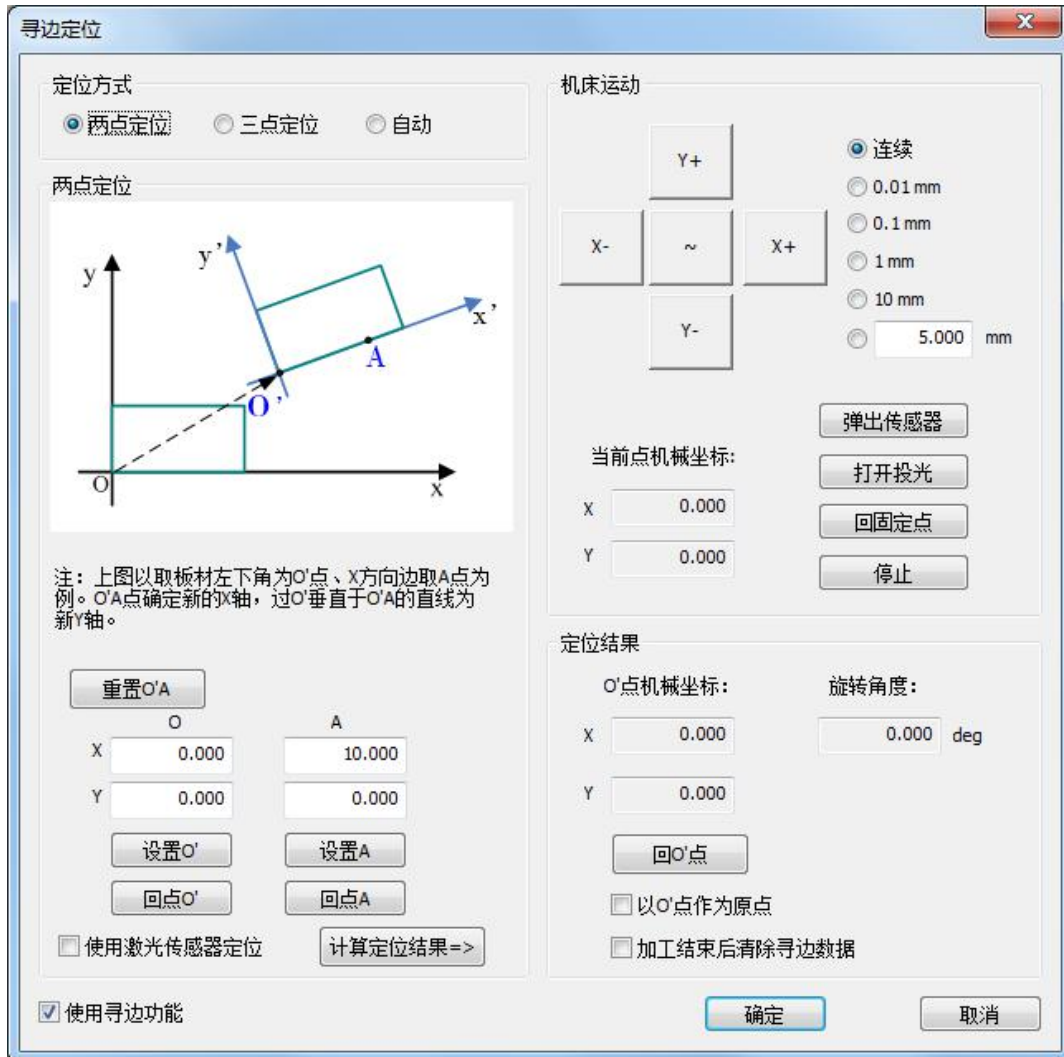 寻边定位
定位方式
两点定位
三点定位
自动
两点定位
y
y’
x’
A
O’
O
x
注：上图以取板材左下角为O'点、X方向边取A点为
例。O'A点确定新的X轴，过O'垂直于O'A的直线为
新Y轴。
重置O'A
O
A
X
0.000
10.000
Y
0.000
0.000
设置O'
设置A
回点O'
回点A
使用激光传感器定位
计算定位结果=>
使用寻边功能
机床运动
Y+
X-
~
X+
Y-
连续
0.01 mm
0.1 mm
1 mm
10 mm
5.000 mm
弹出传感器
打开投光
回固定点
停止
当前点机械坐标:
X
0.000
Y
0.000
定位结果
O'点机械坐标:
旋转角度:
X
0.000
0.000 deg
Y
0.000
回O'点
以O'点作为原点
加工结束后清除寻边数据
确定
取消